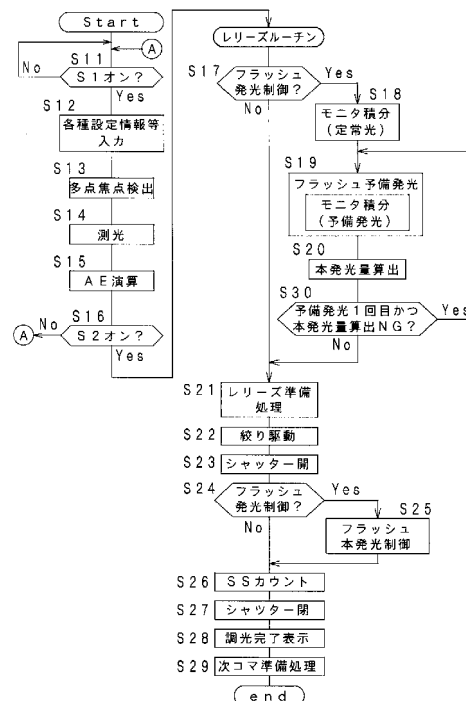 Start
A
S11
No
S1オン?
Yes
S12
各種設定情報等
入力
S13
多点焦点検出
S14
測光
S15
AE演算
S16
No
A
S2オン?
Yes
レリーズルーチン
S17
フラッシュ
発光制御?
Yes
No
S18
モニタ積分
(定常光)
S19
フラッシュ予備発光
モニタ積分
(予備発光)
S20
本発光量算出
S30
予備発光1回目かつ
本発光量算出NG?
Yes
No
S21
レリーズ準備
処理
S22
絞り駆動
S23
シャッター開
S24
フラッシュ
発光制御?
Yes
No
S25
フラッシュ
本発光制御
S26
SSカウント
S27
シヤツター閉
S28
調光完了表示
S29
次コマ準備処理
end